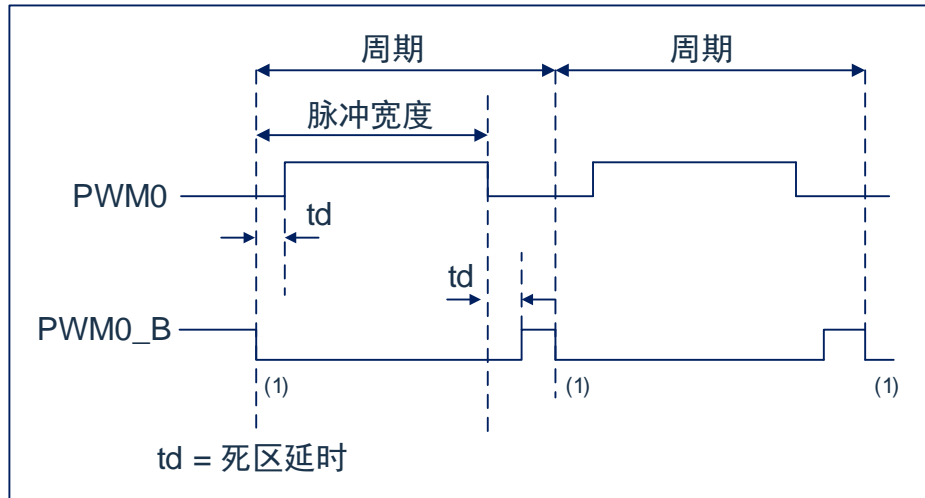 周期 周期
脉冲宽度
PWM0
td
td
PWM0_B
(1) (1) (1)
td = 死区延时